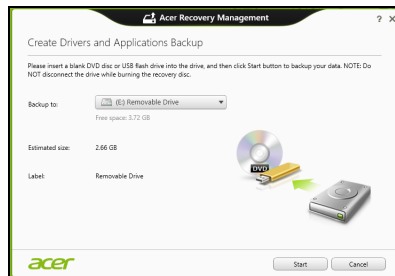 Acer Recovery Management
? X
Create Drivers and Applications Backup
Please insert a blank DVD disc or USB flash drive into the drive, and then click Start button to backup your data. NOTE: Do
NOT disconnect the drive while burning the recovery disc.
Backup to: (E:) Removable Drive
Free space: 3.72 GB
Estimated size: 2.66 GB
DVD
Label: Removable Drive
acer Start Cancel